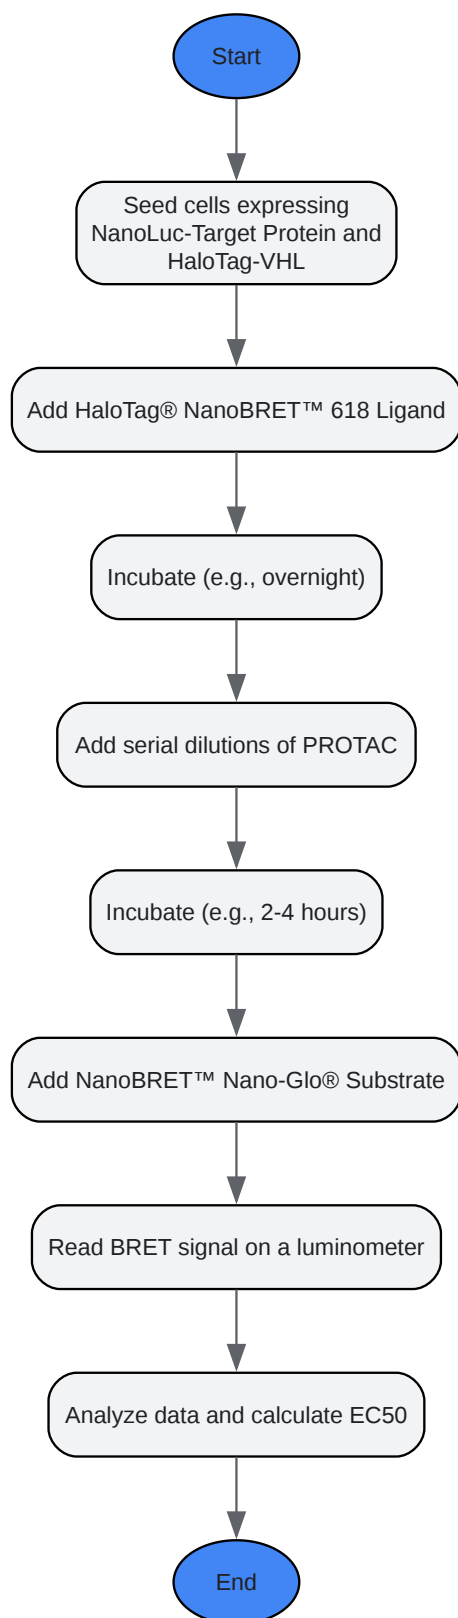 Start
Seed cells expressing
NanoLuc-Target Protein and
HaloTag-VHL
Add HaloTag® NanoBRET™ 618 Ligand
Incubate (e.g., overnight)
Add serial dilutions of PROTAC
Incubate (e.g., 2-4 hours)
Add NanoBRET™ Nano-Glo® Substrate
Read BRET signal on a luminometer
Analyze data and calculate EC50
End